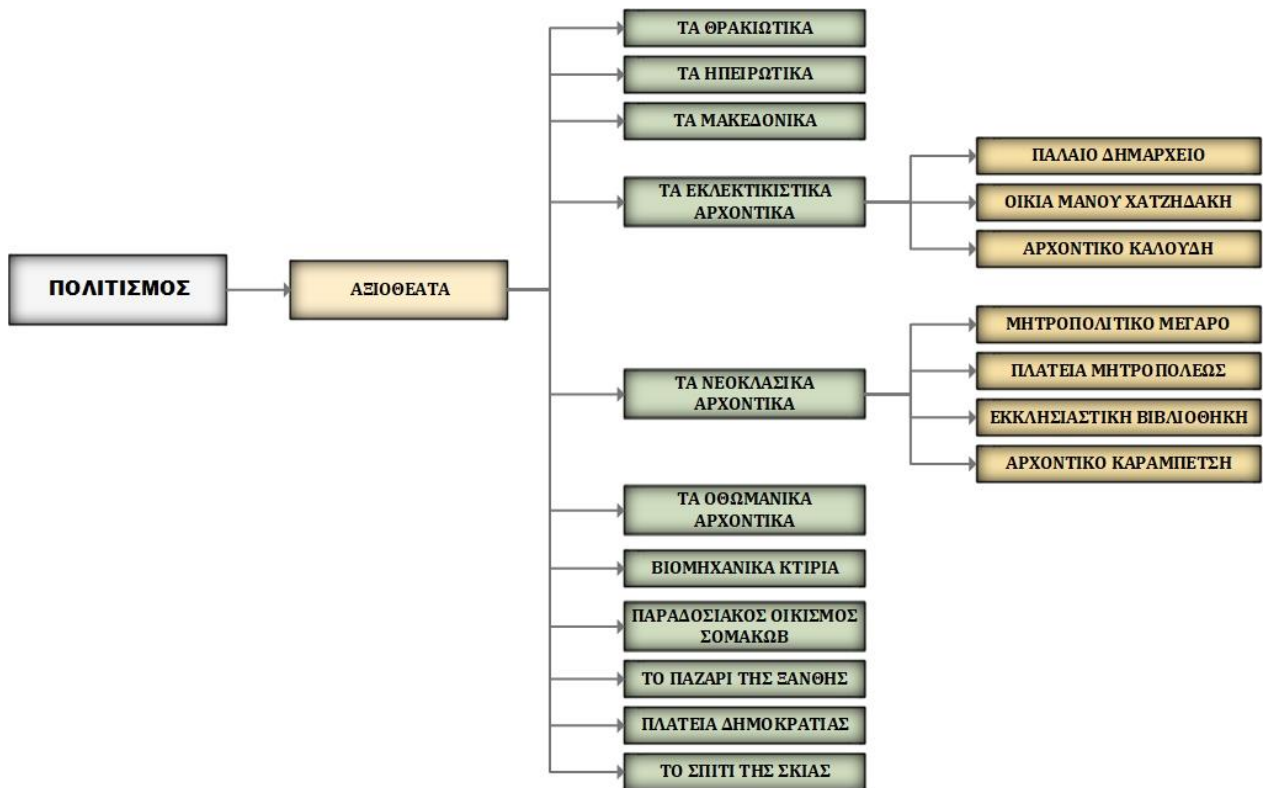 ΠΟΛΙΤΙΣΜΟΣ
ΑΞΙΟΘΕΑΤΑ
ΤΑ ΘΡΑΚΙΩΤΙΚΑ
ΤΑ ΗΠΕΙΡΩΤΙΚΑ
ΤΑ ΜΑΚΕΔΟΝΙΚΑ
ΤΑ ΕΚΛΕΚΤΙΚΙΣΤΙΚΑ
ΑΡΧΟΝΤΙΚΑ
ΠΑΛΑΙΟ ΔΗΜΑΡΧΕΙΟ
ΟΙΚΙΑ ΜΑΝΟΥ ΧΑΤΖΗΔΑΚΗ
ΑΡΧΟΝΤΙΚΟ ΚΑΛΟΥΔΗ
ΤΑ ΝΕΟΚΛΑΣΙΚΑ
ΑΡΧΟΝΤΙΚΑ
ΜΗΤΡΟΠΟΛΙΤΙΚΟ ΜΕΓΑΡΟ
ΠΛΑΤΕΙΑ ΜΗΤΡΟΠΟΛΕΩΣ
ΕΚΚΛΗΣΙΑΣΤΙΚΗ ΒΙΒΛΙΟΘΗΚΗ
ΑΡΧΟΝΤΙΚΟ ΚΑΡΑΜΠΕΤΣΗ
ΤΑ ΟΘΩΜΑΝΙΚΑ
ΑΡΧΟΝΤΙΚΑ
ΒΙΟΜΗΧΑΝΙΚΑ ΚΤΙΡΙΑ
ΠΑΡΑΔΟΣΙΑΚΟΣ ΟΙΚΙΣΜΟΣ
ΣΟΜΑΚΩΒ
ΤΟ ΠΑΖΑΡΙ ΤΗΣ ΞΑΝΘΗΣ
ΠΛΑΤΕΙΑ ΔΗΜΟΚΡΑΤΙΑΣ
ΤΟ ΣΠΙΤΙ ΤΗΣ ΣΚΙΑΣ